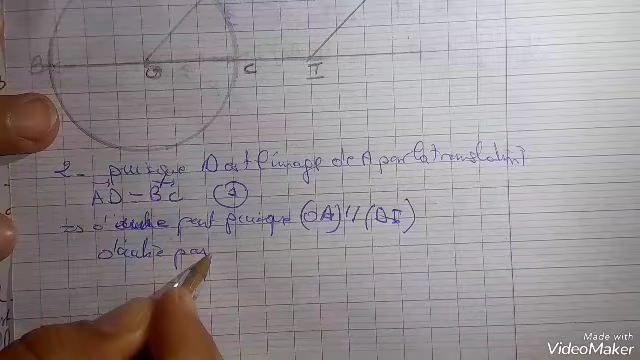 B O C I
2- puisque D est l'image de A par la translation T
AD = BC (1)
=> d'autre part puisque (OA) // (DI)
d'autre par
Made with
VideoMaker